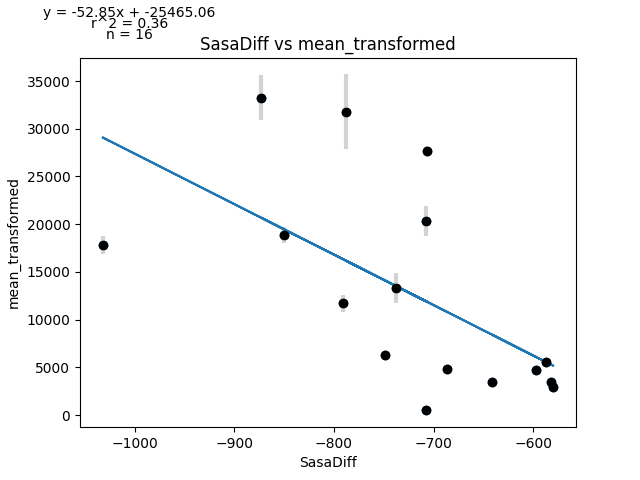 y = -52.85x + -25465.06
r^2 = 0.36
n = 16
SasaDiff vs mean_transformed
35000
30000
25000
20000
15000
10000
5000
0
mean_transformed
−1000
−900
−800
−700
−600
SasaDiff